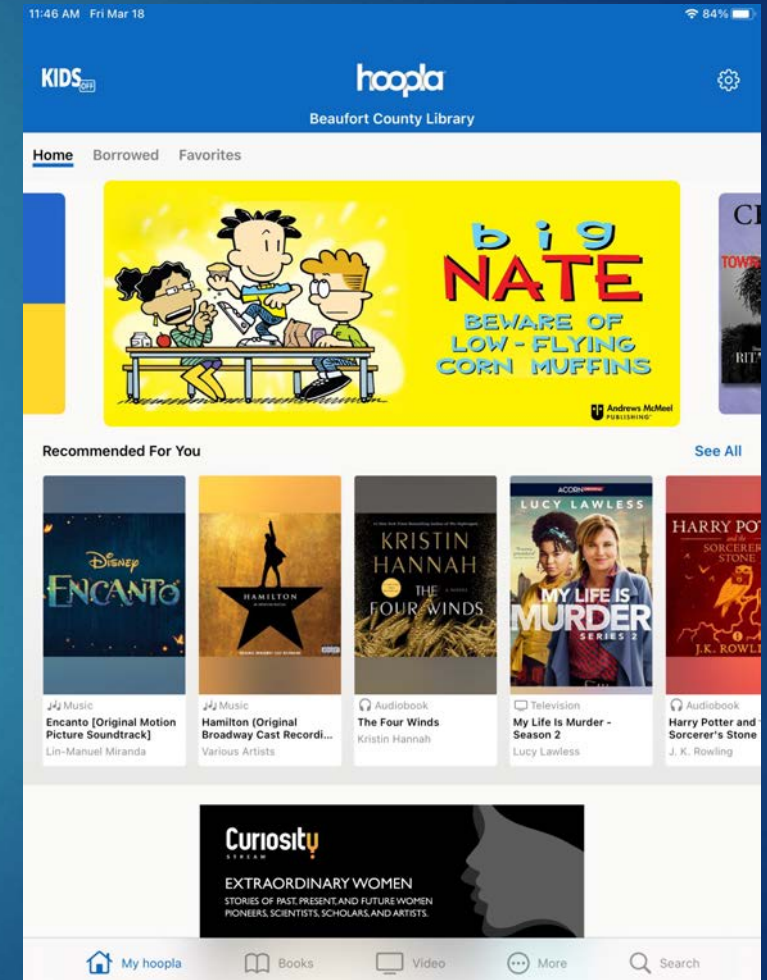 11:46 AM Fri Mar 18
84%
KIDS OFF
hoopla
Beaufort County Library
Home Borrowed Favorites
big
NATE
BEWARE OF
LOW-FLYING
CORN MUFFINS
Andrews McMeel
PUBLISHING
TOWN
RITA
Recommended For You
See All
Disney
ENCANTO
HAMILTON
KRISTIN
HANNAH
THE
FOUR WINDS
A NOVEL
ACORN
LUCY LAWLESS
MY LIFE IS
MURDER
SERIES 2
HARRY PO
and the
SORCERER
STONE
J.K. ROWLI
Music
Encanto [Original Motion
Picture Soundtrack]
Lin-Manuel Miranda
Music
Hamilton (Original
Broadway Cast Recordi...
Various Artists
Audiobook
The Four Winds
Kristin Hannah
Television
My Life Is Murder -
Season 2
Lucy Lawless
Audiobook
Harry Potter and
Sorcerer's Stone
J. K. Rowling
Curiosity
STREAM
EXTRAORDINARY WOMEN
STORIES OF PAST, PRESENT, AND FUTURE WOMEN
PIONEERS, SCIENTISTS, SCHOLARS, AND ARTISTS.
My hoopla Books Video More Search